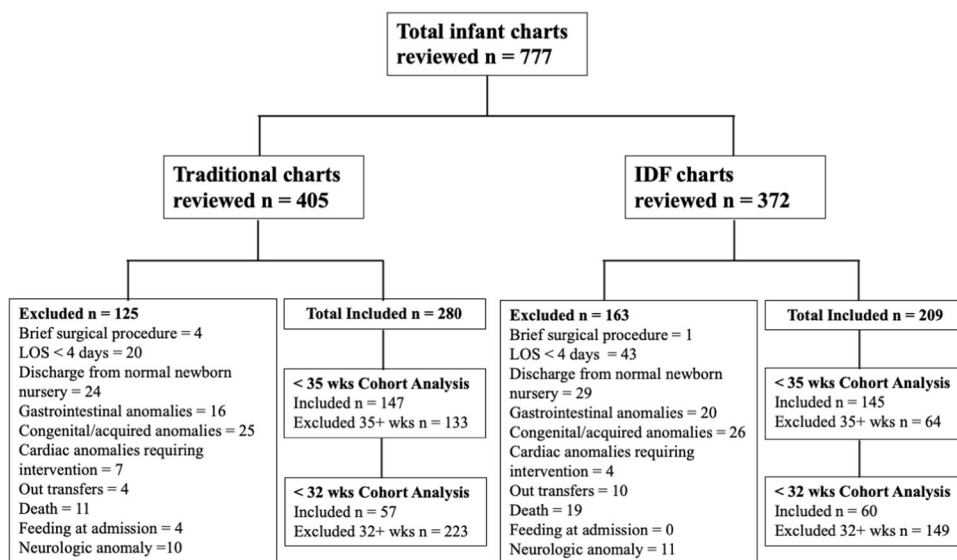 Total infant charts
reviewed n = 777
Traditional charts
reviewed n = 405
IDF charts
reviewed n = 372
Excluded n = 125
Brief surgical procedure = 4
LOS < 4 days = 20
Discharge from normal newborn
nursery = 24
Gastrointestinal anomalies = 16
Congenital/acquired anomalies = 25
Cardiac anomalies requiring
intervention = 7
Out transfers = 4
Death = 11
Feeding at admission = 4
Neurologic anomaly =10
Total Included n = 280
< 35 wks Cohort Analysis
Included n = 147
Excluded 35+ wks n = 133
< 32 wks Cohort Analysis
Included n = 57
Excluded 32+ wks n = 223
Excluded n = 163
Brief surgical procedure = 1
LOS < 4 days = 43
Discharge from normal newborn
nursery = 29
Gastrointestinal anomalies = 20
Congenital/acquired anomalies = 26
Cardiac anomalies requiring
intervention = 4
Out transfers = 10
Death = 19
Feeding at admission = 0
Neurologic anomaly = 11
Total Included n = 209
< 35 wks Cohort Analysis
Included n = 145
Excluded 35+ wks n = 64
< 32 wks Cohort Analysis
Included n = 60
Excluded 32+ wks n = 149